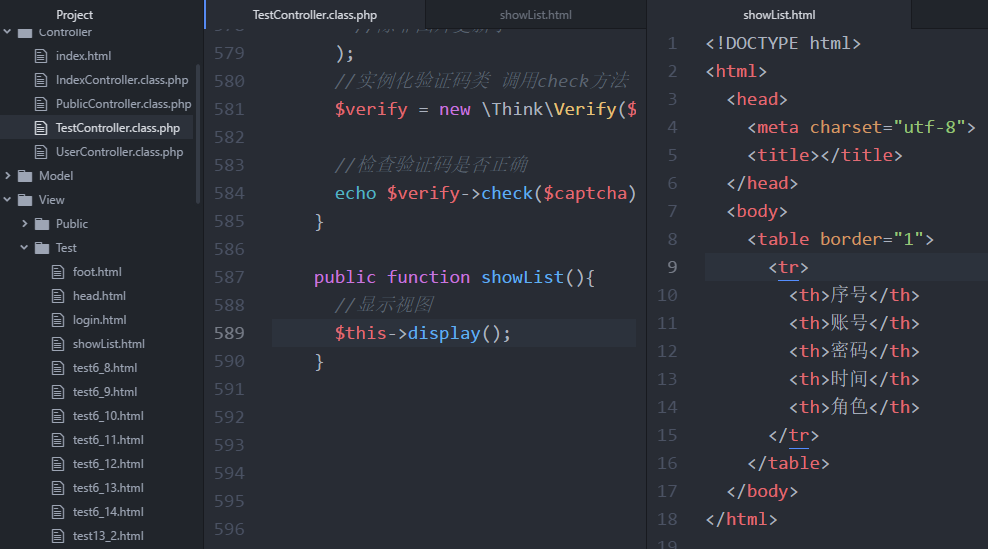 Project
Controller
index.html
IndexController.class.php
PublicController.class.php
TestController.class.php
UserController.class.php
Model
View
Public
Test
foot.html
head.html
login.html
showList.html
test6_8.html
test6_9.html
test6_10.html
test6_11.html
test6_12.html
test6_13.html
test6_14.html
test13_2.html
TestController.class.php
showList.html
579 );
580 //实例化验证码类 调用check方法
581 $verify = new \Think\Verify($
582
583 //检查验证码是否正确
584 echo $verify->check($captcha)
585 }
586
587 public function showList(){
588 //显示视图
589 $this->display();
590 }
591
592
593
594
595
596
showList.html
1 <!DOCTYPE html>
2 <html>
3 <head>
4 <meta charset="utf-8">
5 <title></title>
6 </head>
7 <body>
8 <table border="1">
9 <tr>
10 <th>序号</th>
11 <th>账号</th>
12 <th>密码</th>
13 <th>时间</th>
14 <th>角色</th>
15 </tr>
16 </table>
17 </body>
18 </html>
19